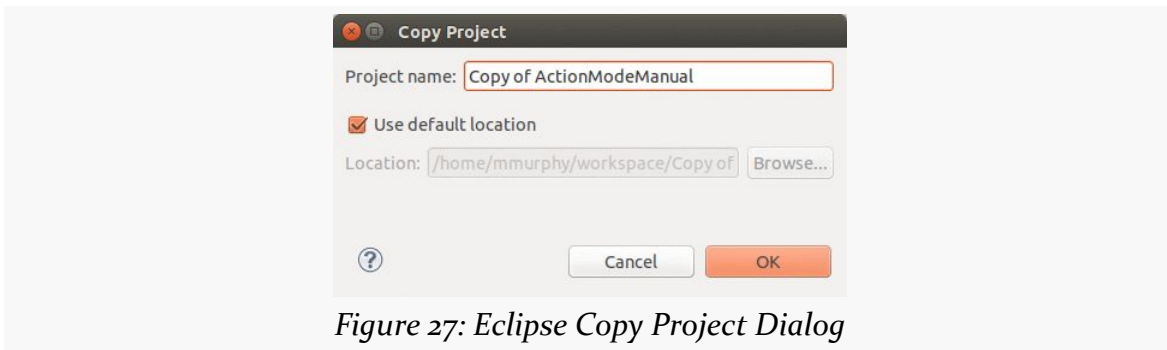 Copy Project
Project name: Copy of ActionModeManual
Use default location
Location: /home/mmurphy/workspace/Copy of Browse...
? Cancel OK
Figure 27: Eclipse Copy Project Dialog